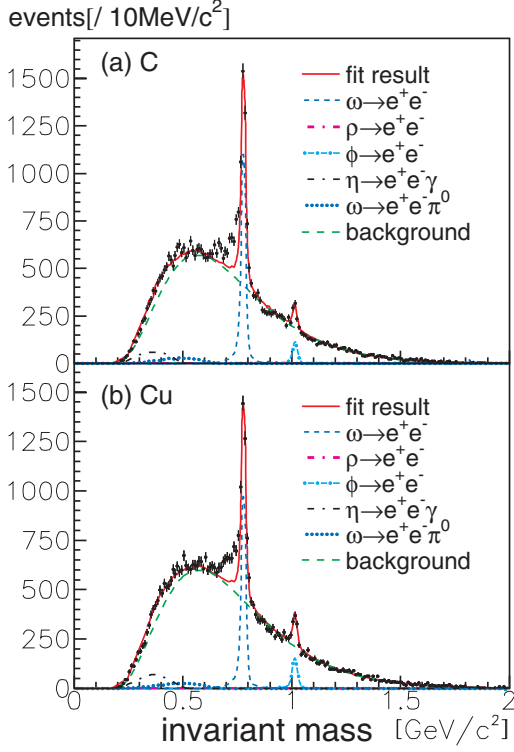 events[/ 10MeV/c²]
(a) C
1500
1250
1000
750
500
250
0
fit result
ω→e⁺e⁻
ρ→e⁺e⁻
φ→e⁺e⁻
η→e⁺e⁻γ
ω→e⁺e⁻π⁰
background
(b) Cu
1500
1250
1000
750
500
250
0
fit result
ω→e⁺e⁻
ρ→e⁺e⁻
φ→e⁺e⁻
η→e⁺e⁻γ
ω→e⁺e⁻π⁰
background
0 0.5 1 1.5 2
invariant mass [GeV/c²]